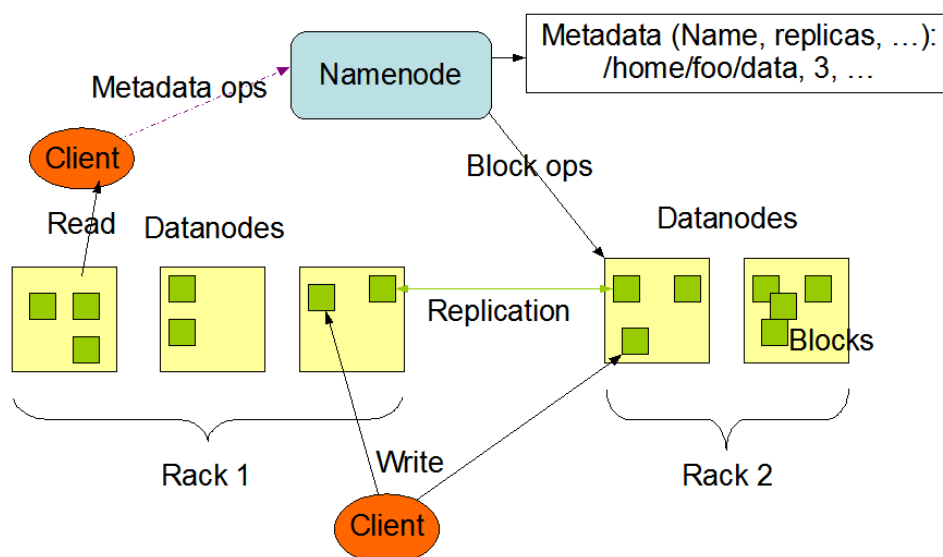 Metadata (Name, replicas, …):
/home/foo/data, 3, …
Namenode
Metadata ops
Client
Block ops
Read
Datanodes
Datanodes
Replication
Blocks
Rack 1
Write
Rack 2
Client